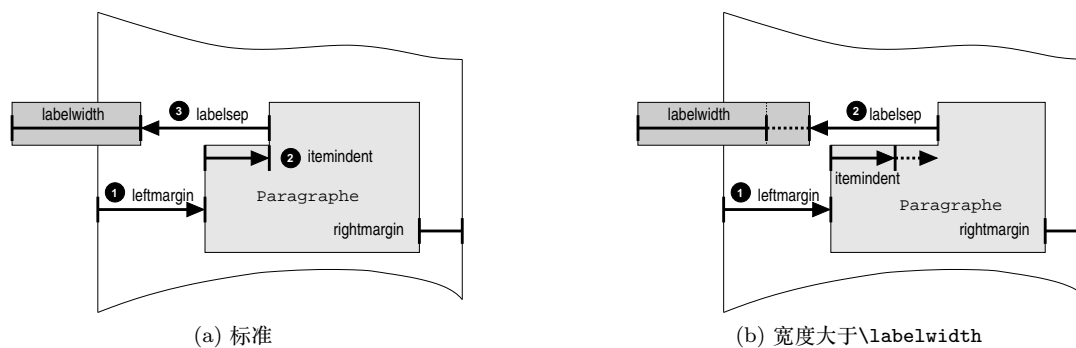 labelwidth
3 labelsep
2 itemindent
1 leftmargin
Paragraphe
rightmargin
(a) 标准
labelwidth
2 labelsep
itemindent
1 leftmargin
Paragraphe
rightmargin
(b) 宽度大于\labelwidth